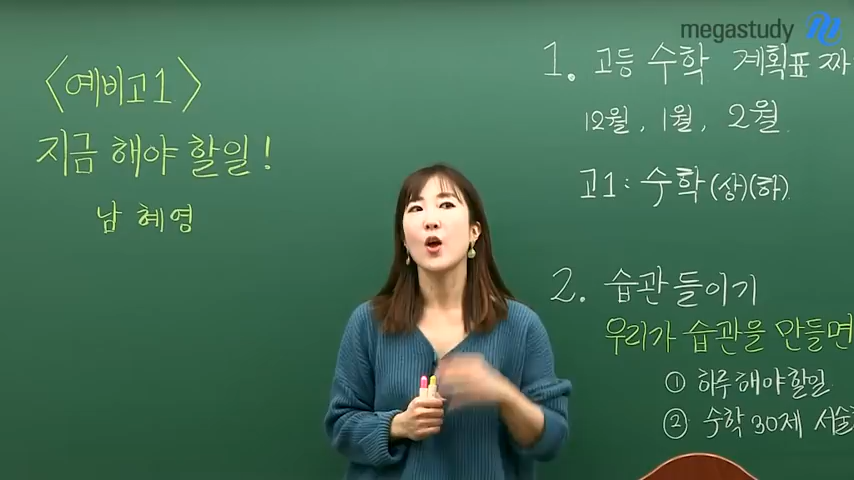 megastudy
<예비고1>
지금 해야 할일!
남 혜영
1. 고등 수학 계획표 짜
12월, 1월, 2월.
고1: 수학(상)(하)
2. 습관 들이기
우리가 습관을 만들면
① 하루 해야할일
② 수학 30제 서술